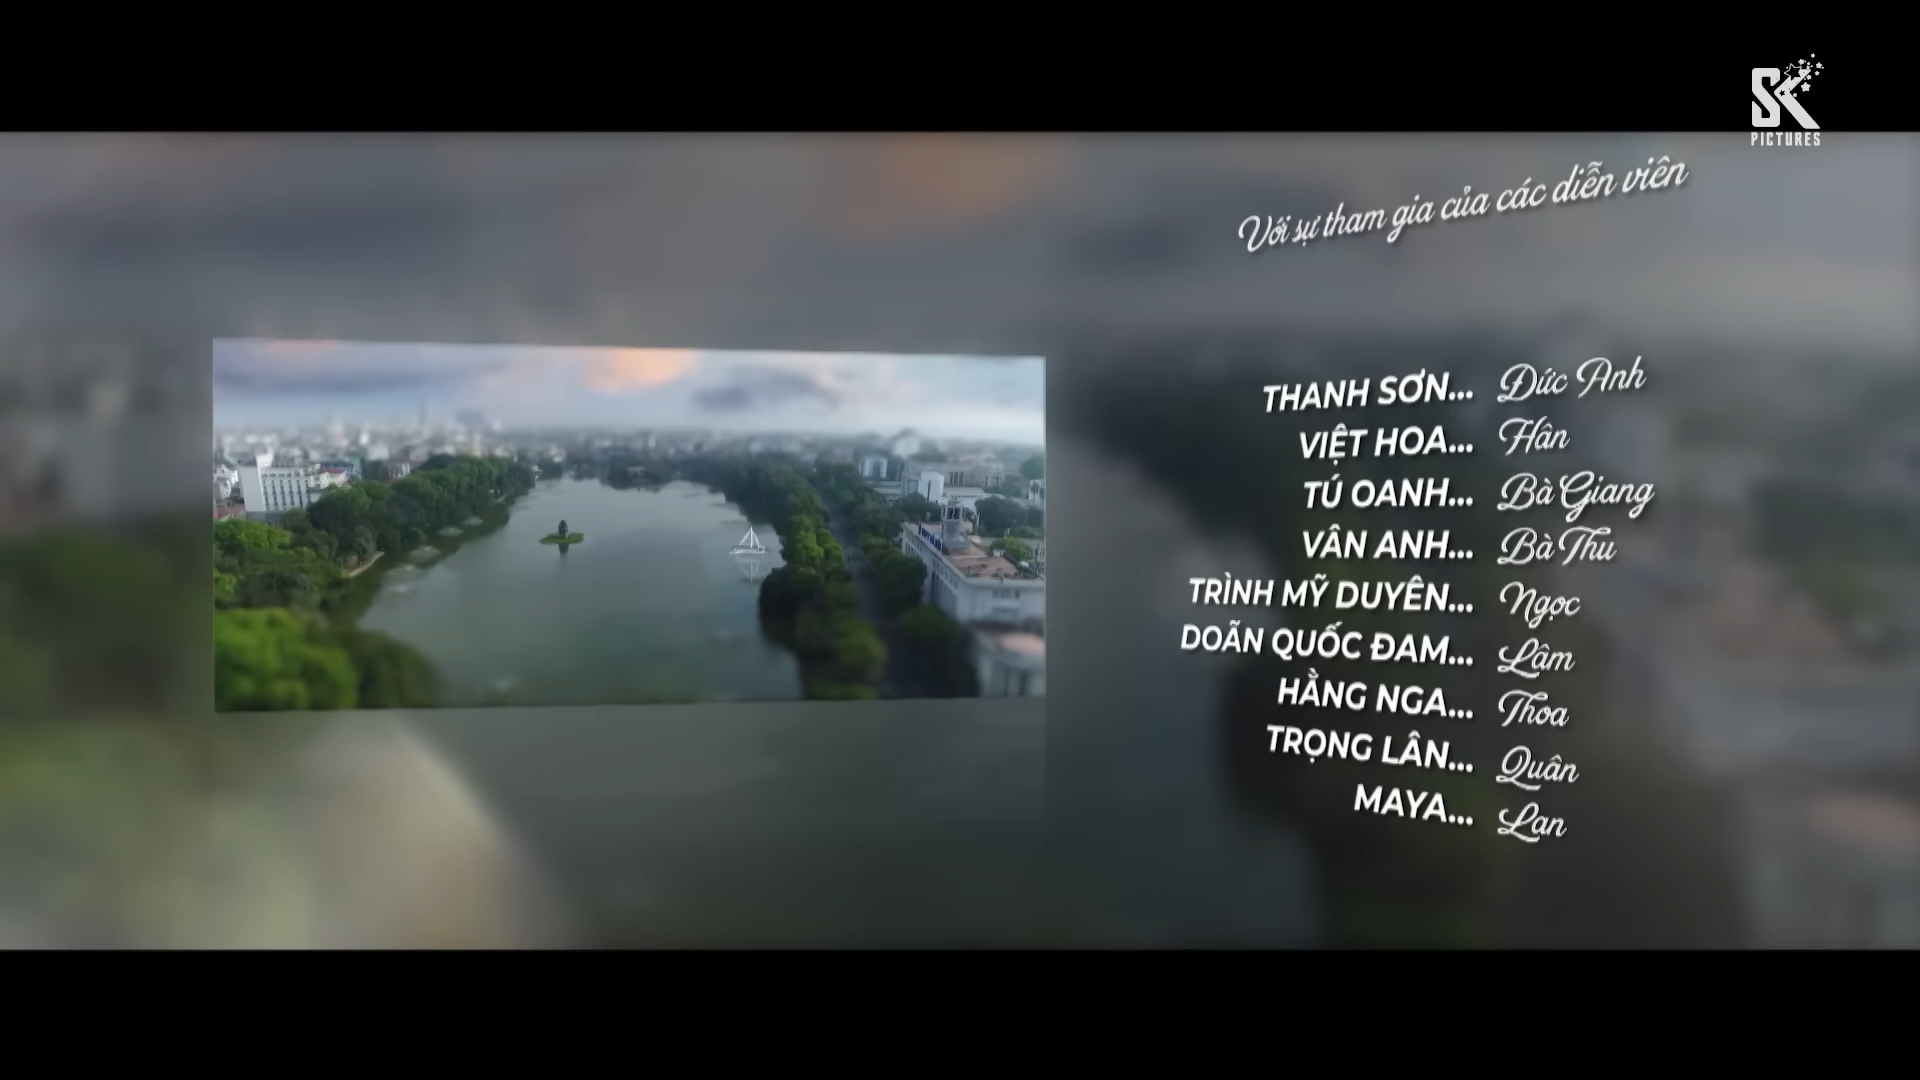 SK
PICTURES
Với sự tham gia của các diễn viên
THANH SƠN... Đức Anh
VIỆT HOA... Hân
TÚ OANH... Bà Giang
VÂN ANH... Bà Thu
TRÌNH MỸ DUYÊN... Ngọc
DOÃN QUỐC ĐAM... Lâm
HẰNG NGA... Thoa
TRỌNG LÂN... Quân
MAYA... Lan